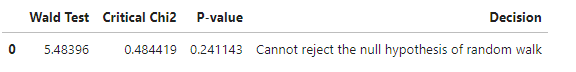 Wald Test Critical Chi2 P-value Decision
0 5.48396 0.484419 0.241143 Cannot reject the null hypothesis of random walk